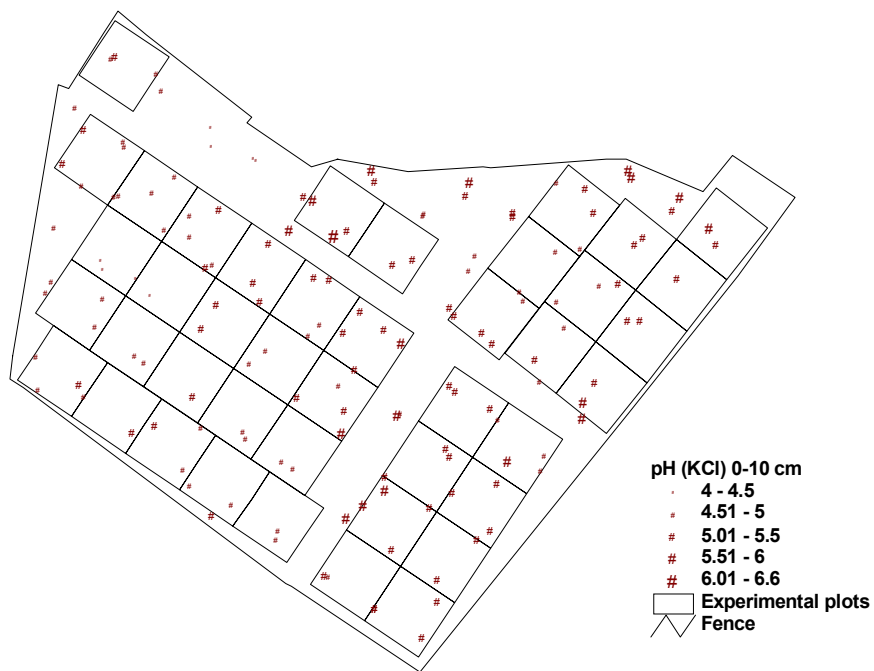 pH (KCl) 0-10 cm
# 4 - 4.5
# 4.51 - 5
# 5.01 - 5.5
# 5.51 - 6
# 6.01 - 6.6
Experimental plots
Fence